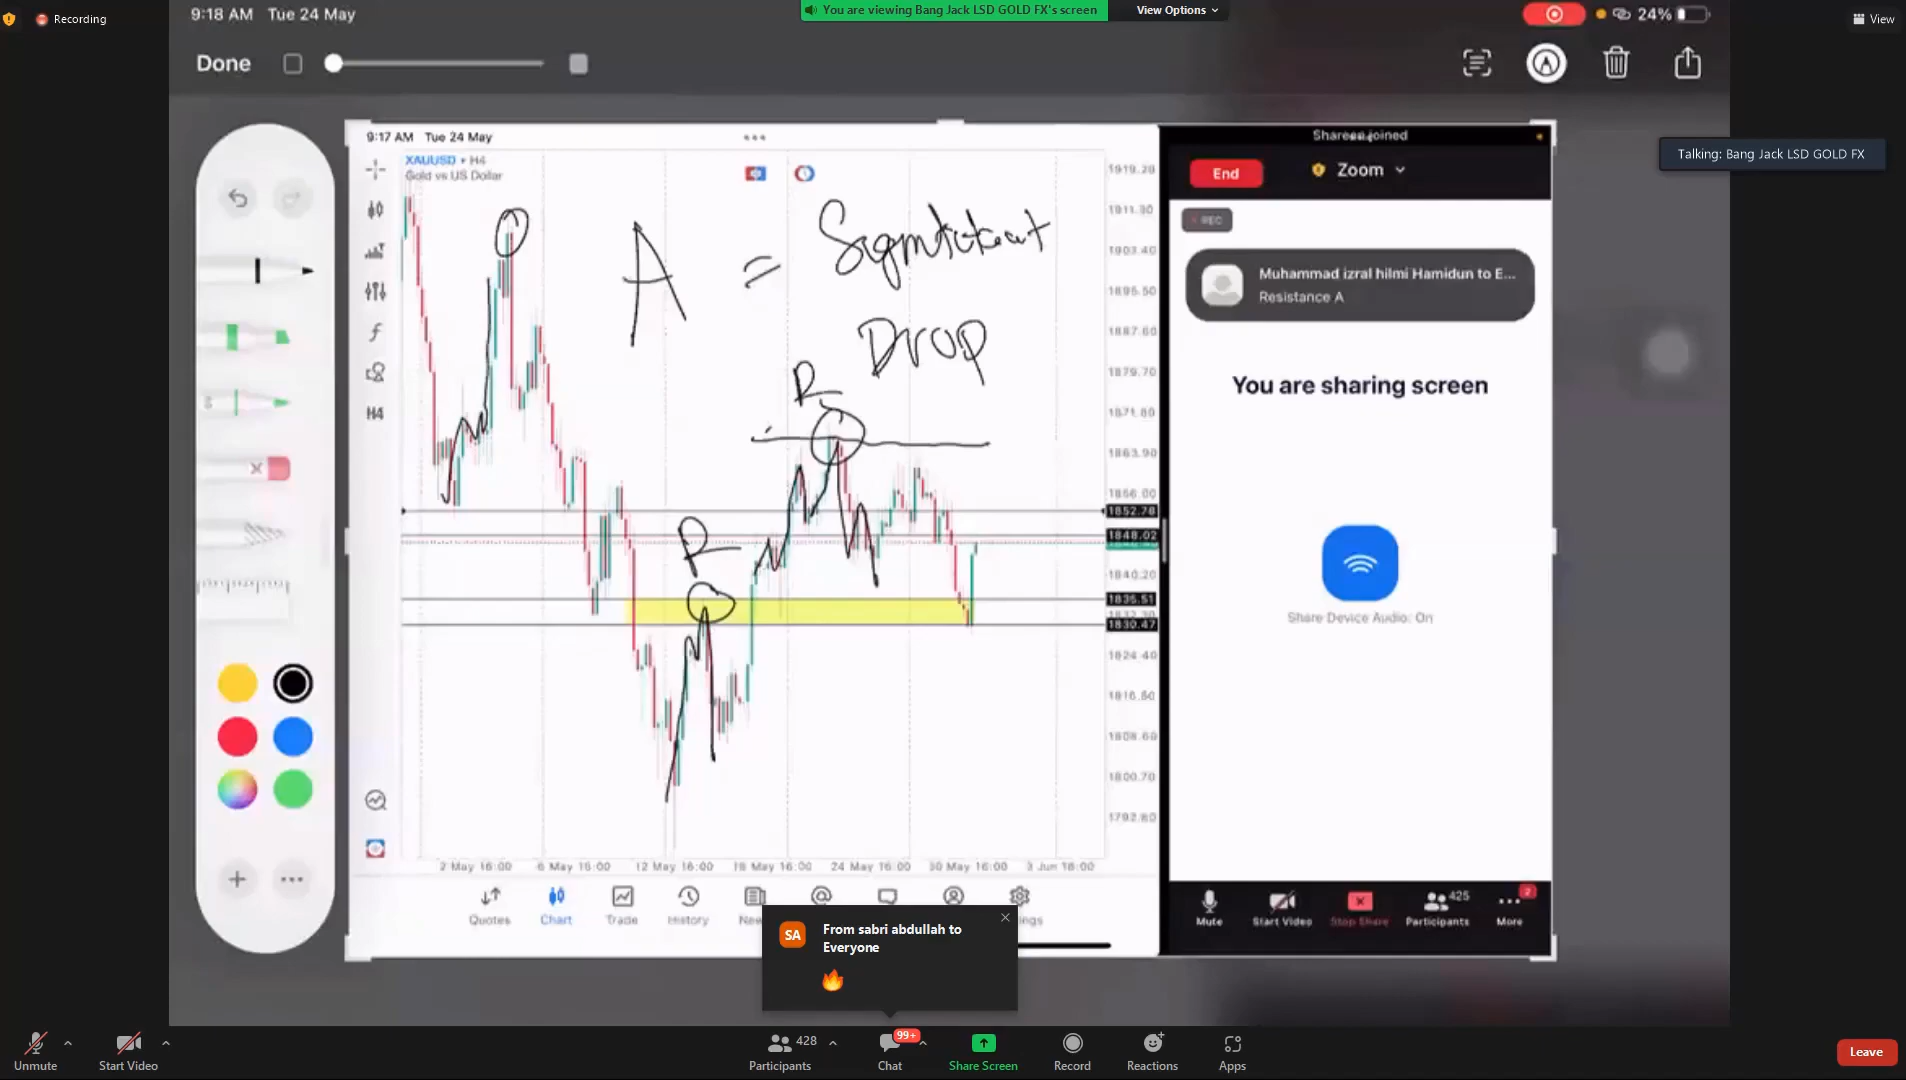 9:18 AM Tue 24 May
Recording
You are viewing Bang Jack LSD GOLD FX's screen
View Options
24%
View
Done
Talking: Bang Jack LSD GOLD FX
9:17 AM Tue 24 May
XAUUSD • H4
Gold vs US Dollar
A = Significant
Drop
R
R
H4
1919.20
1911.30
1903.40
1895.50
1887.60
1879.70
1871.80
1863.90
1856.00
1852.78
1848.02
1840.20
1835.51
1830.47
1824.40
1816.50
1808.60
1800.70
1792.80
2 May 16:00
6 May 16:00
12 May 16:00
18 May 16:00
24 May 16:00
30 May 16:00
3 Jun 16:00
Quotes
Chart
Trade
History
End
Zoom
REC
Muhammad izral hilmi Hamidun to E...
Resistance A
You are sharing screen
Share Device Audio: On
Mute
Start Video
Stop Share
425
Participants
2
More
SA
From sabri abdullah to
Everyone
🔥
Unmute
Start Video
428
Participants
99+
Chat
Share Screen
Record
Reactions
Apps
Leave